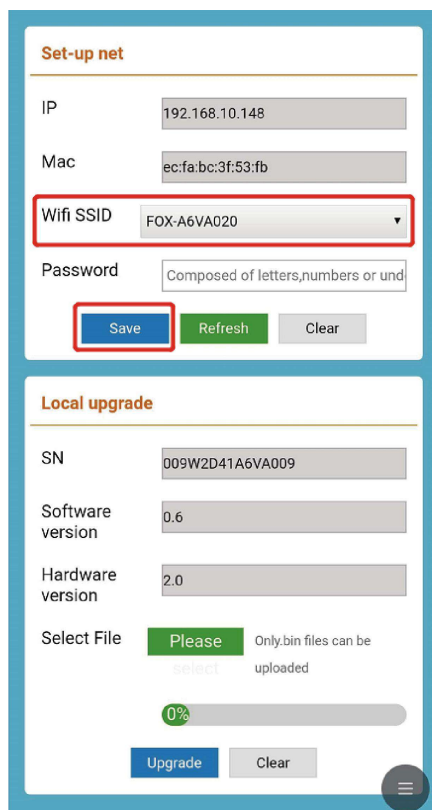 Set-up net
IP
192.168.10.148
Mac
ec:fa:bc:3f:53:fb
Wifi SSID
FOX-A6VA020
Password
Composed of letters,numbers or und
Save
Refresh
Clear
Local upgrade
SN
009W2D41A6VA009
Software
version
0.6
Hardware
version
2.0
Select File
Please
select
Only.bin files can be
uploaded
0%
Upgrade
Clear